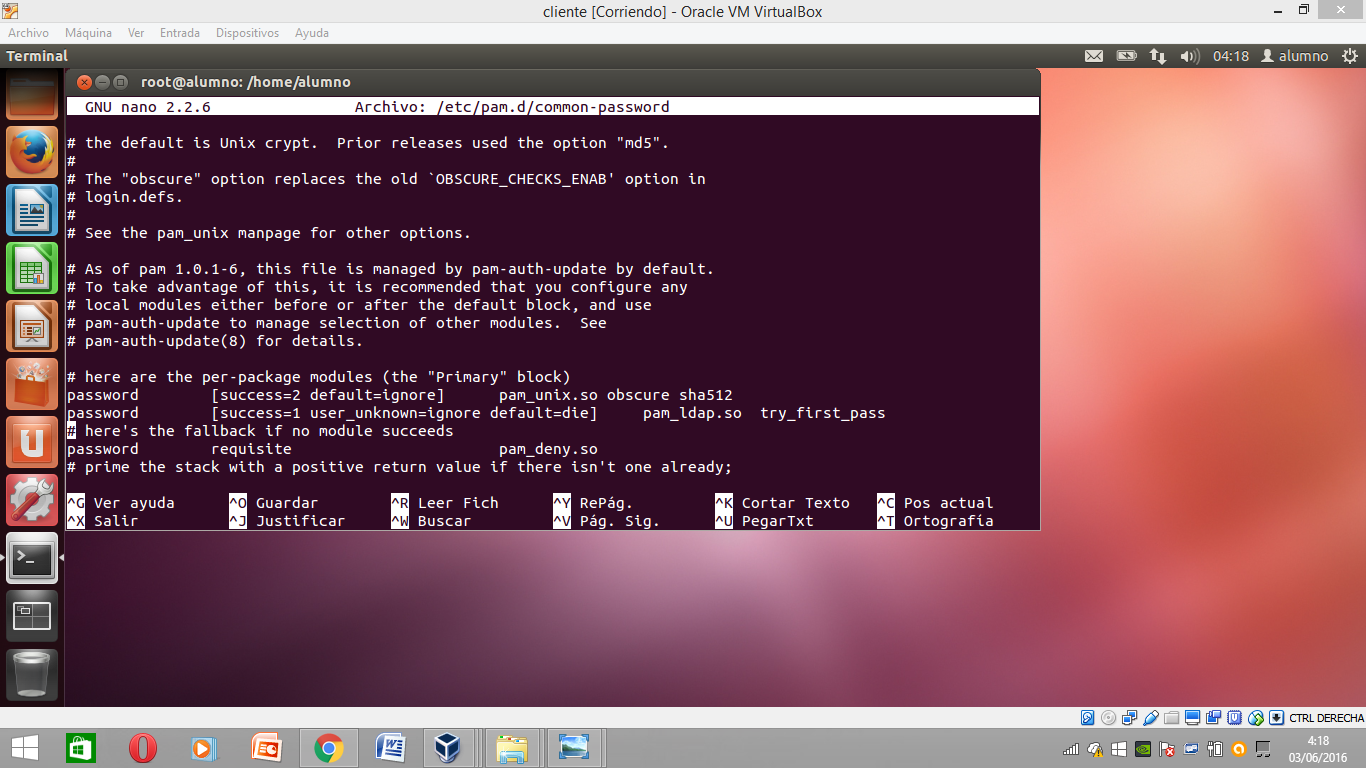 cliente [Corriendo] - Oracle VM VirtualBox
Archivo Máquina Ver Entrada Dispositivos Ayuda
Terminal 04:18 alumno
root@alumno: /home/alumno
GNU nano 2.2.6 Archivo: /etc/pam.d/common-password
# the default is Unix crypt.  Prior releases used the option "md5".
#
# The "obscure" option replaces the old `OBSCURE_CHECKS_ENAB' option in
# login.defs.
#
# See the pam_unix manpage for other options.
# As of pam 1.0.1-6, this file is managed by pam-auth-update by default.
# To take advantage of this, it is recommended that you configure any
# local modules either before or after the default block, and use
# pam-auth-update to manage selection of other modules.  See
# pam-auth-update(8) for details.
# here are the per-package modules (the "Primary" block)
password        [success=2 default=ignore]      pam_unix.so obscure sha512
password        [success=1 user_unknown=ignore default=die]     pam_ldap.so  try_first_pass
# here's the fallback if no module succeeds
password        requisite                       pam_deny.so
# prime the stack with a positive return value if there isn't one already;
^G Ver ayuda ^O Guardar ^R Leer Fich ^Y RePág. ^K Cortar Texto ^C Pos actual
^X Salir ^J Justificar ^W Buscar ^V Pág. Sig. ^U PegarTxt ^T Ortografía
CTRL DERECHA
4:18
03/06/2016